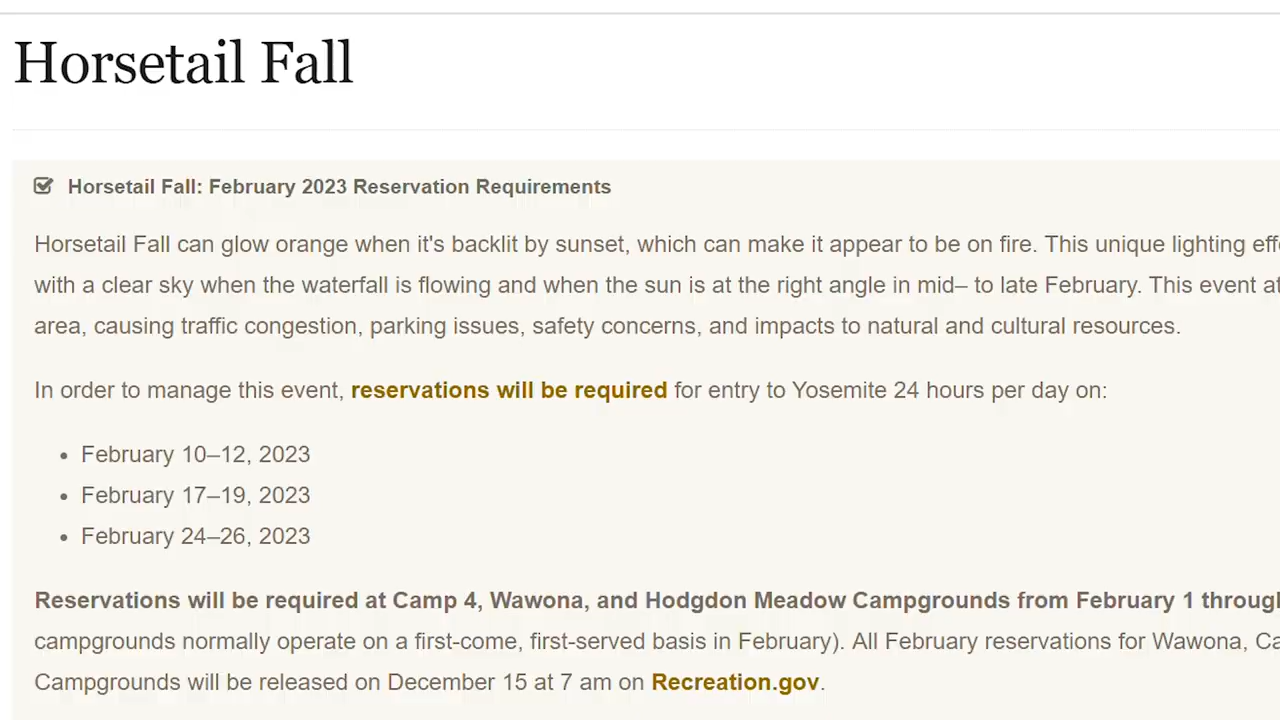 Horsetail Fall
Horsetail Fall: February 2023 Reservation Requirements
Horsetail Fall can glow orange when it's backlit by sunset, which can make it appear to be on fire. This unique lighting
with a clear sky when the waterfall is flowing and when the sun is at the right angle in mid– to late February. This event
area, causing traffic congestion, parking issues, safety concerns, and impacts to natural and cultural resources.
In order to manage this event, reservations will be required for entry to Yosemite 24 hours per day on:
• February 10–12, 2023
• February 17–19, 2023
• February 24–26, 2023
Reservations will be required at Camp 4, Wawona, and Hodgdon Meadow Campgrounds from February 1 through
campgrounds normally operate on a first-come, first-served basis in February). All February reservations for Wawona,
Campgrounds will be released on December 15 at 7 am on Recreation.gov.